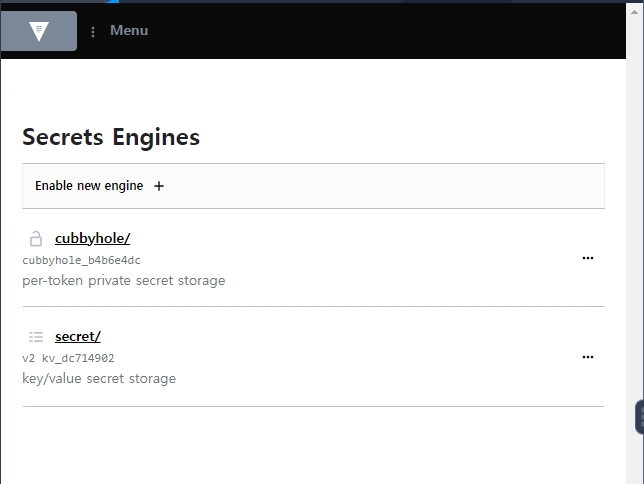 Menu
Secrets Engines
Enable new engine +
cubbyhole/
cubbyhole_b4b6e4dc
per-token private secret storage
secret/
v2 kv_dc714902
key/value secret storage